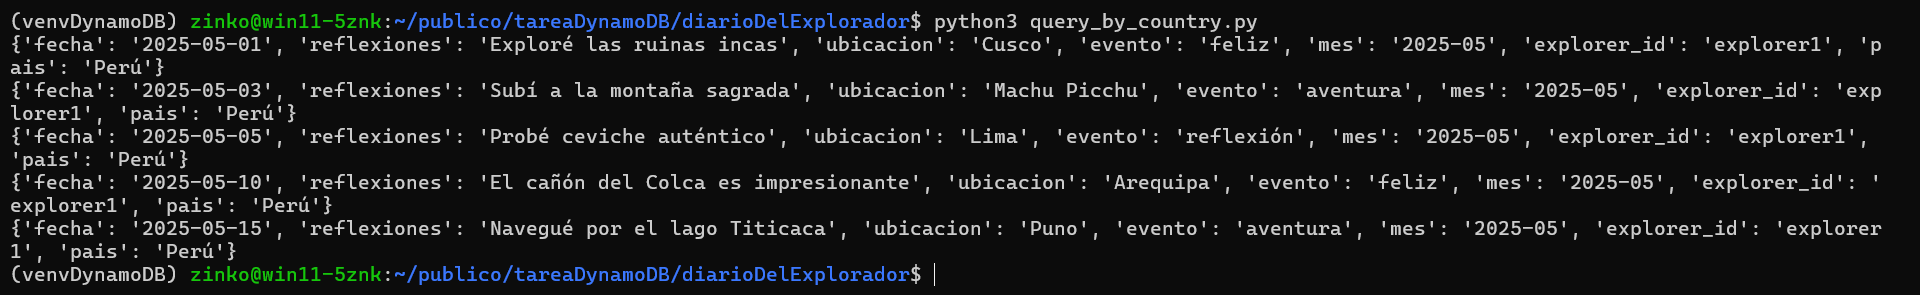 (venvDynamoDB) zinko@win11-5znk:~/publico/tareaDynamoDB/diarioDelExplorador$ python3 query_by_country.py
{'fecha': '2025-05-01', 'reflexiones': 'Exploré las ruinas incas', 'ubicacion': 'Cusco', 'evento': 'feliz', 'mes': '2025-05', 'explorer_id': 'explorer1', 'p
ais': 'Perú'}
{'fecha': '2025-05-03', 'reflexiones': 'Subí a la montaña sagrada', 'ubicacion': 'Machu Picchu', 'evento': 'aventura', 'mes': '2025-05', 'explorer_id': 'exp
lorer1', 'pais': 'Perú'}
{'fecha': '2025-05-05', 'reflexiones': 'Probé ceviche auténtico', 'ubicacion': 'Lima', 'evento': 'reflexión', 'mes': '2025-05', 'explorer_id': 'explorer1',
'pais': 'Perú'}
{'fecha': '2025-05-10', 'reflexiones': 'El cañón del Colca es impresionante', 'ubicacion': 'Arequipa', 'evento': 'feliz', 'mes': '2025-05', 'explorer_id': '
explorer1', 'pais': 'Perú'}
{'fecha': '2025-05-15', 'reflexiones': 'Navegué por el lago Titicaca', 'ubicacion': 'Puno', 'evento': 'aventura', 'mes': '2025-05', 'explorer_id': 'explorer
1', 'pais': 'Perú'}
(venvDynamoDB) zinko@win11-5znk:~/publico/tareaDynamoDB/diarioDelExplorador$